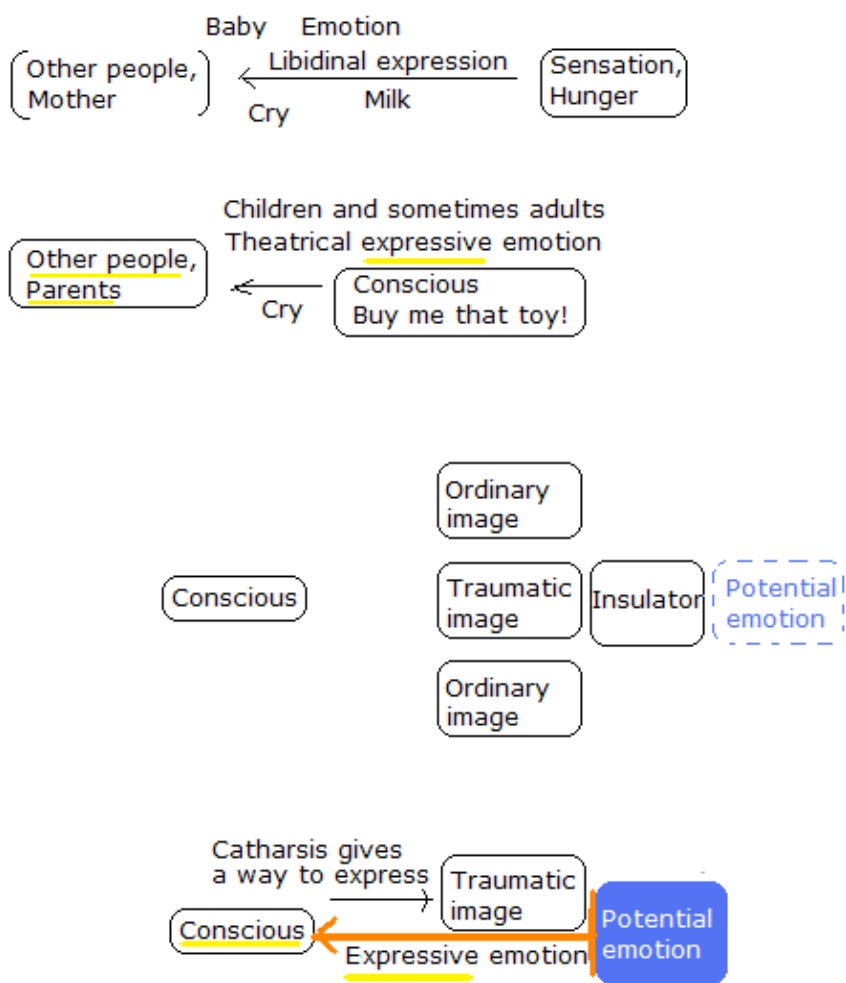 Baby Emotion
Other people,
Mother
Libidinal expression
Cry
Milk
Sensation,
Hunger
Children and sometimes adults
Theatrical expressive emotion
Other people,
Parents
Cry
Conscious
Buy me that toy!
Ordinary
image
Conscious
Traumatic
image
Insulator
Potential
emotion
Ordinary
image
Catharsis gives
a way to express
Traumatic
image
Conscious
Expressive emotion
Potential
emotion